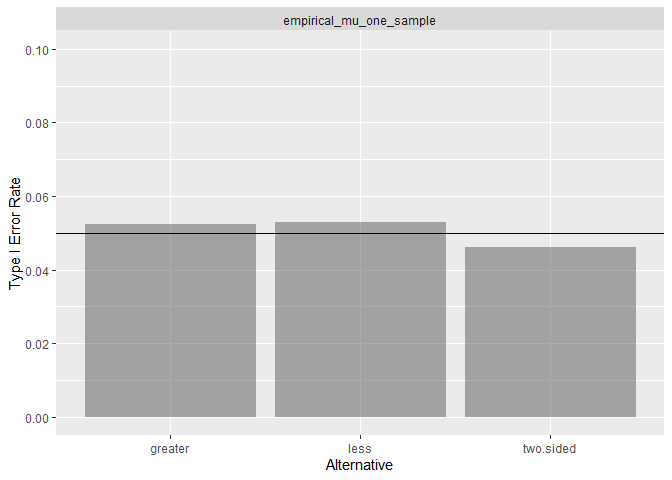 empirical_mu_one_sample
Type I Error Rate
0.10
0.08
0.06
0.04
0.02
0.00
greater less two.sided
Alternative